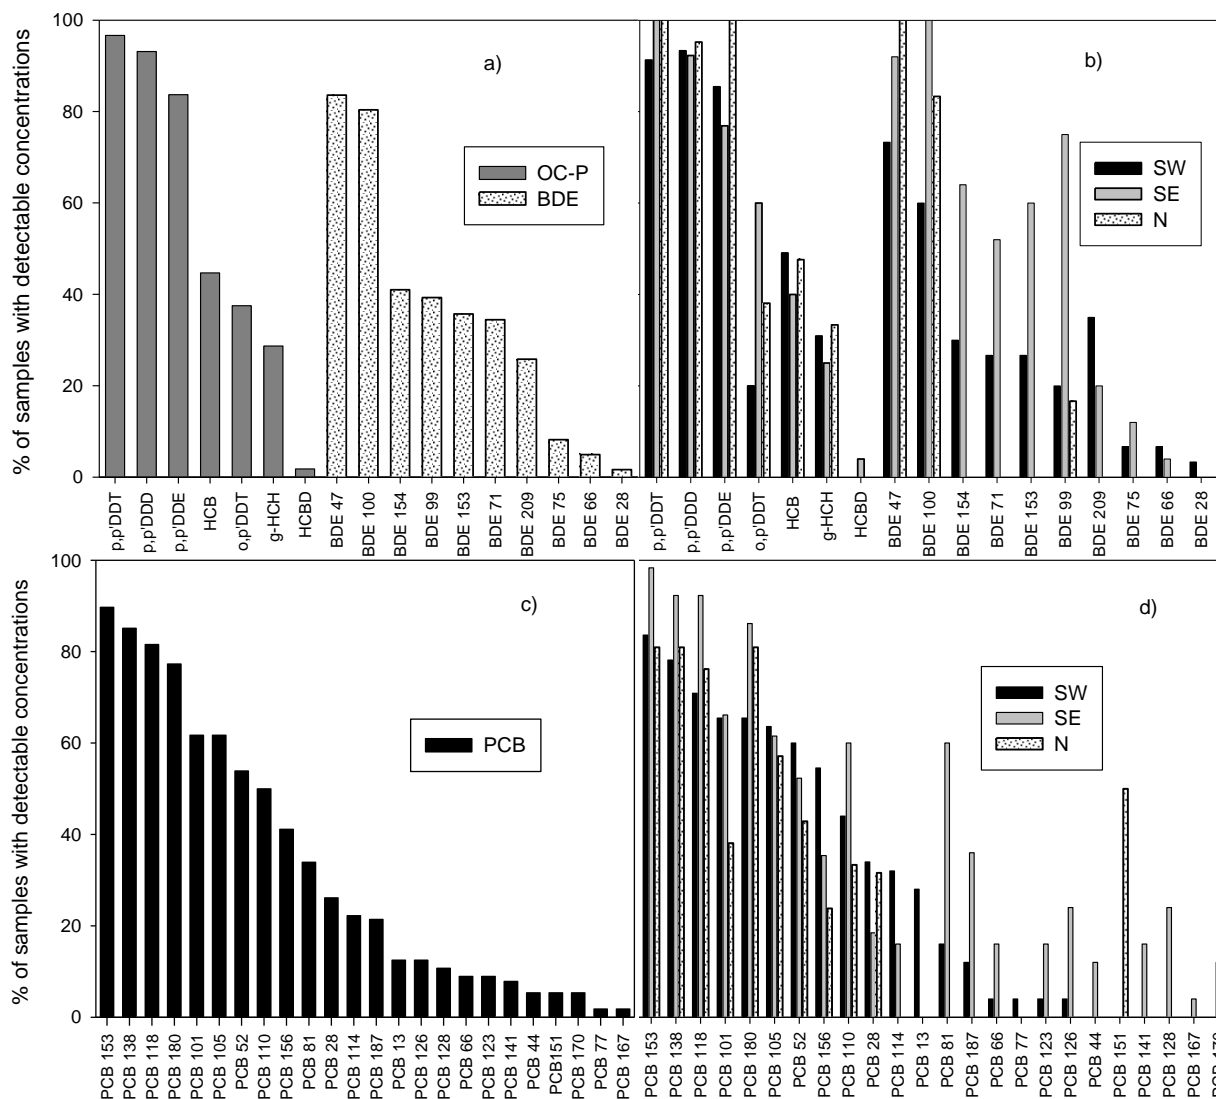 % of samples with detectable concentrations
100
80
60
40
20
0
a)
OC-P
BDE
p,p'DDT
p,p'DDD
p,p'DDE
HCB
o,p'DDT
g-HCH
HCBD
BDE 47
BDE 100
BDE 154
BDE 99
BDE 153
BDE 71
BDE 209
BDE 75
BDE 66
BDE 28
b)
SW
SE
N
p,p'DDT
p,p'DDD
p,p'DDE
o,p'DDT
HCB
g-HCH
HCBD
BDE 47
BDE 100
BDE 154
BDE 71
BDE 153
BDE 99
BDE 209
BDE 75
BDE 66
BDE 28
% of samples with detectable concentrations
100
80
60
40
20
0
c)
PCB
PCB 153
PCB 138
PCB 118
PCB 180
PCB 101
PCB 105
PCB 52
PCB 110
PCB 156
PCB 81
PCB 28
PCB 114
PCB 187
PCB 13
PCB 126
PCB 128
PCB 66
PCB 123
PCB 141
PCB 44
PCB151
PCB 170
PCB 77
PCB 167
d)
SW
SE
N
PCB 153
PCB 138
PCB 118
PCB 101
PCB 180
PCB 105
PCB 52
PCB 156
PCB 110
PCB 28
PCB 114
PCB 13
PCB 81
PCB 187
PCB 66
PCB 77
PCB 123
PCB 126
PCB 44
PCB 151
PCB 141
PCB 128
PCB 167